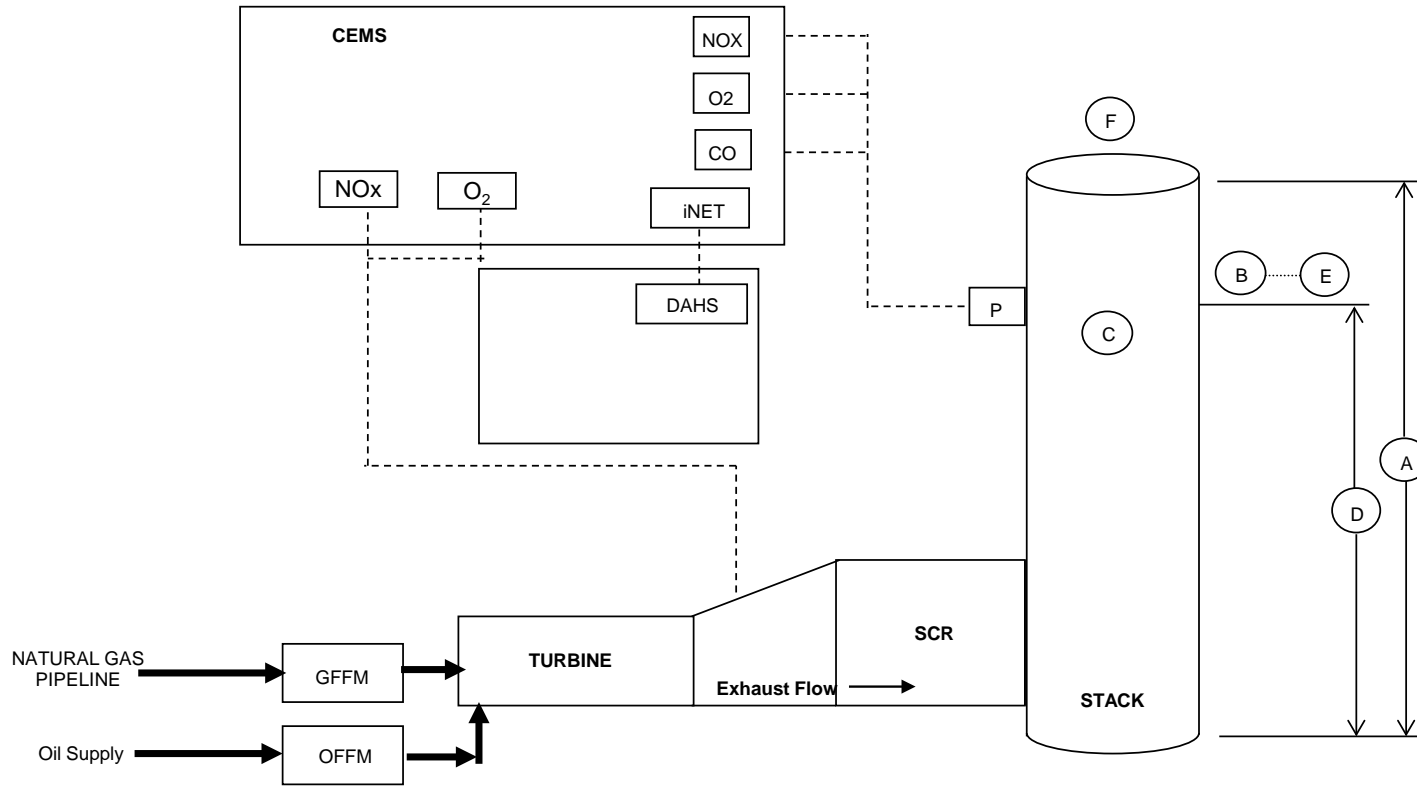 CEMS
NOX
O2
CO
NOx
O₂
iNET
DAHS
F
B
E
P
C
A
D
NATURAL GAS
PIPELINE
GFFM
TURBINE
SCR
Exhaust Flow
STACK
Oil Supply
OFFM